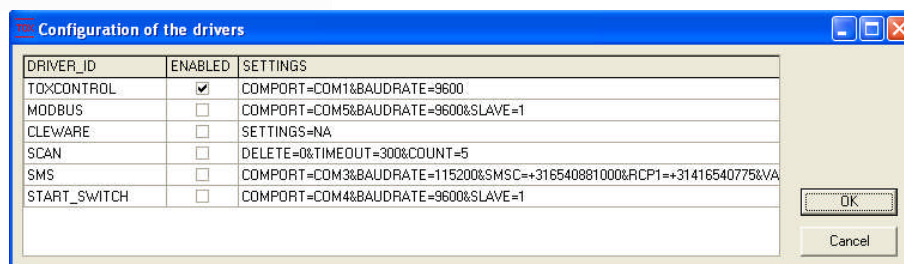 Configuration of the drivers
DRIVER_ID ENABLED SETTINGS
TOXCONTROL COMPORT=COM1&BAUDRATE=9600
MODBUS COMPORT=COM5&BAUDRATE=9600&SLAVE=1
CLEWARE SETTINGS=NA
SCAN DELETE=0&TIMEOUT=300&COUNT=5
SMS COMPORT=COM3&BAUDRATE=115200&SMSC=+316540881000&RCP1=+31416540775&VA
START_SWITCH COMPORT=COM4&BAUDRATE=9600&SLAVE=1
OK
Cancel